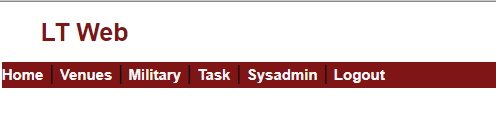 LT Web
Home | Venues | Military | Task | Sysadmin | Logout